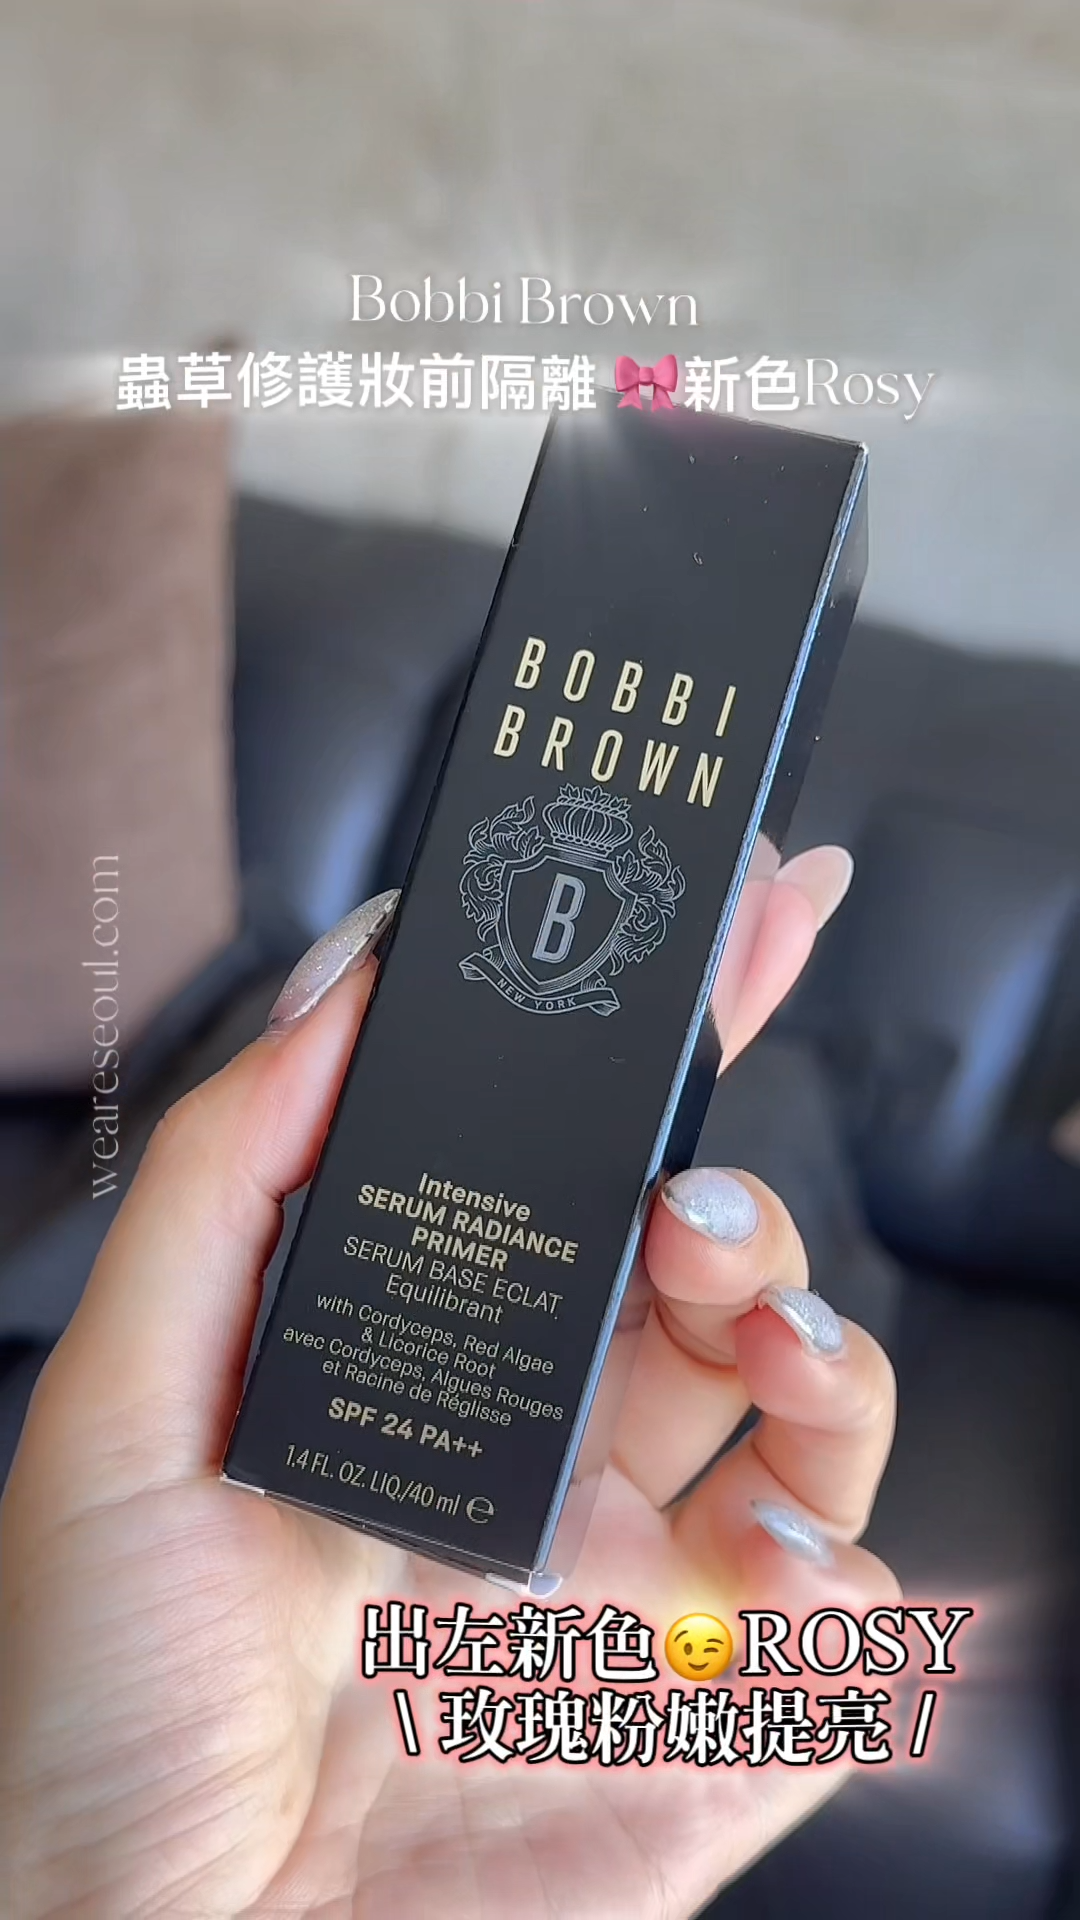 Bobbi Brown
蟲草修護妝前隔離 🎀新色Rosy
BOBBI
BROWN
B
NEW YORK
weareseoul.com
Intensive
SERUM RADIANCE
PRIMER
SERUM BASE ECLAT
Equilibrant
with Cordyceps, Red Algae
& Licorice Root
avec Cordyceps, Algues Rouges
et Racine de Réglisse
SPF 24 PA++
1.4 FL. OZ. LIQ./40 ml ℮
出左新色😉ROSY
\ 玫瑰粉嫩提亮 /